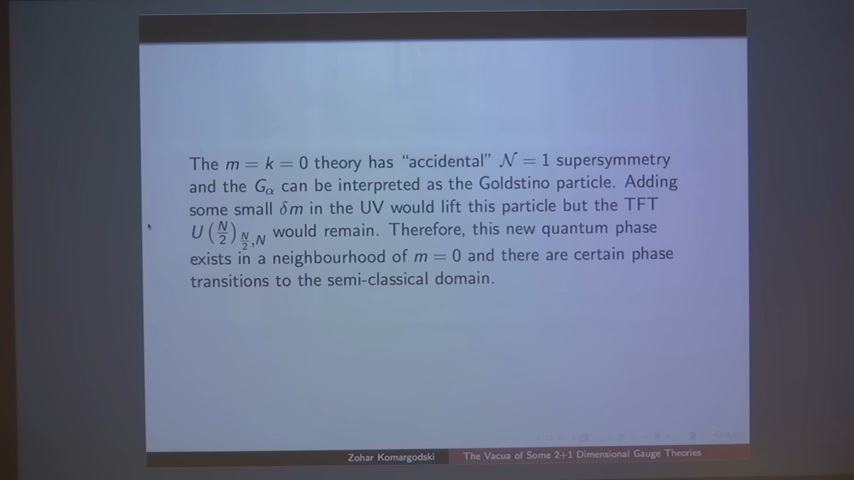 The m = k = 0 theory has “accidental” 𝒩 = 1 supersymmetry
and the Gα can be interpreted as the Goldstino particle. Adding
some small δm in the UV would lift this particle but the TFT
U(N/2)_{N/2,N} would remain. Therefore, this new quantum phase
exists in a neighbourhood of m = 0 and there are certain phase
transitions to the semi-classical domain.
Zohar Komargodski The Vacua of Some 2+1 Dimensional Gauge Theories